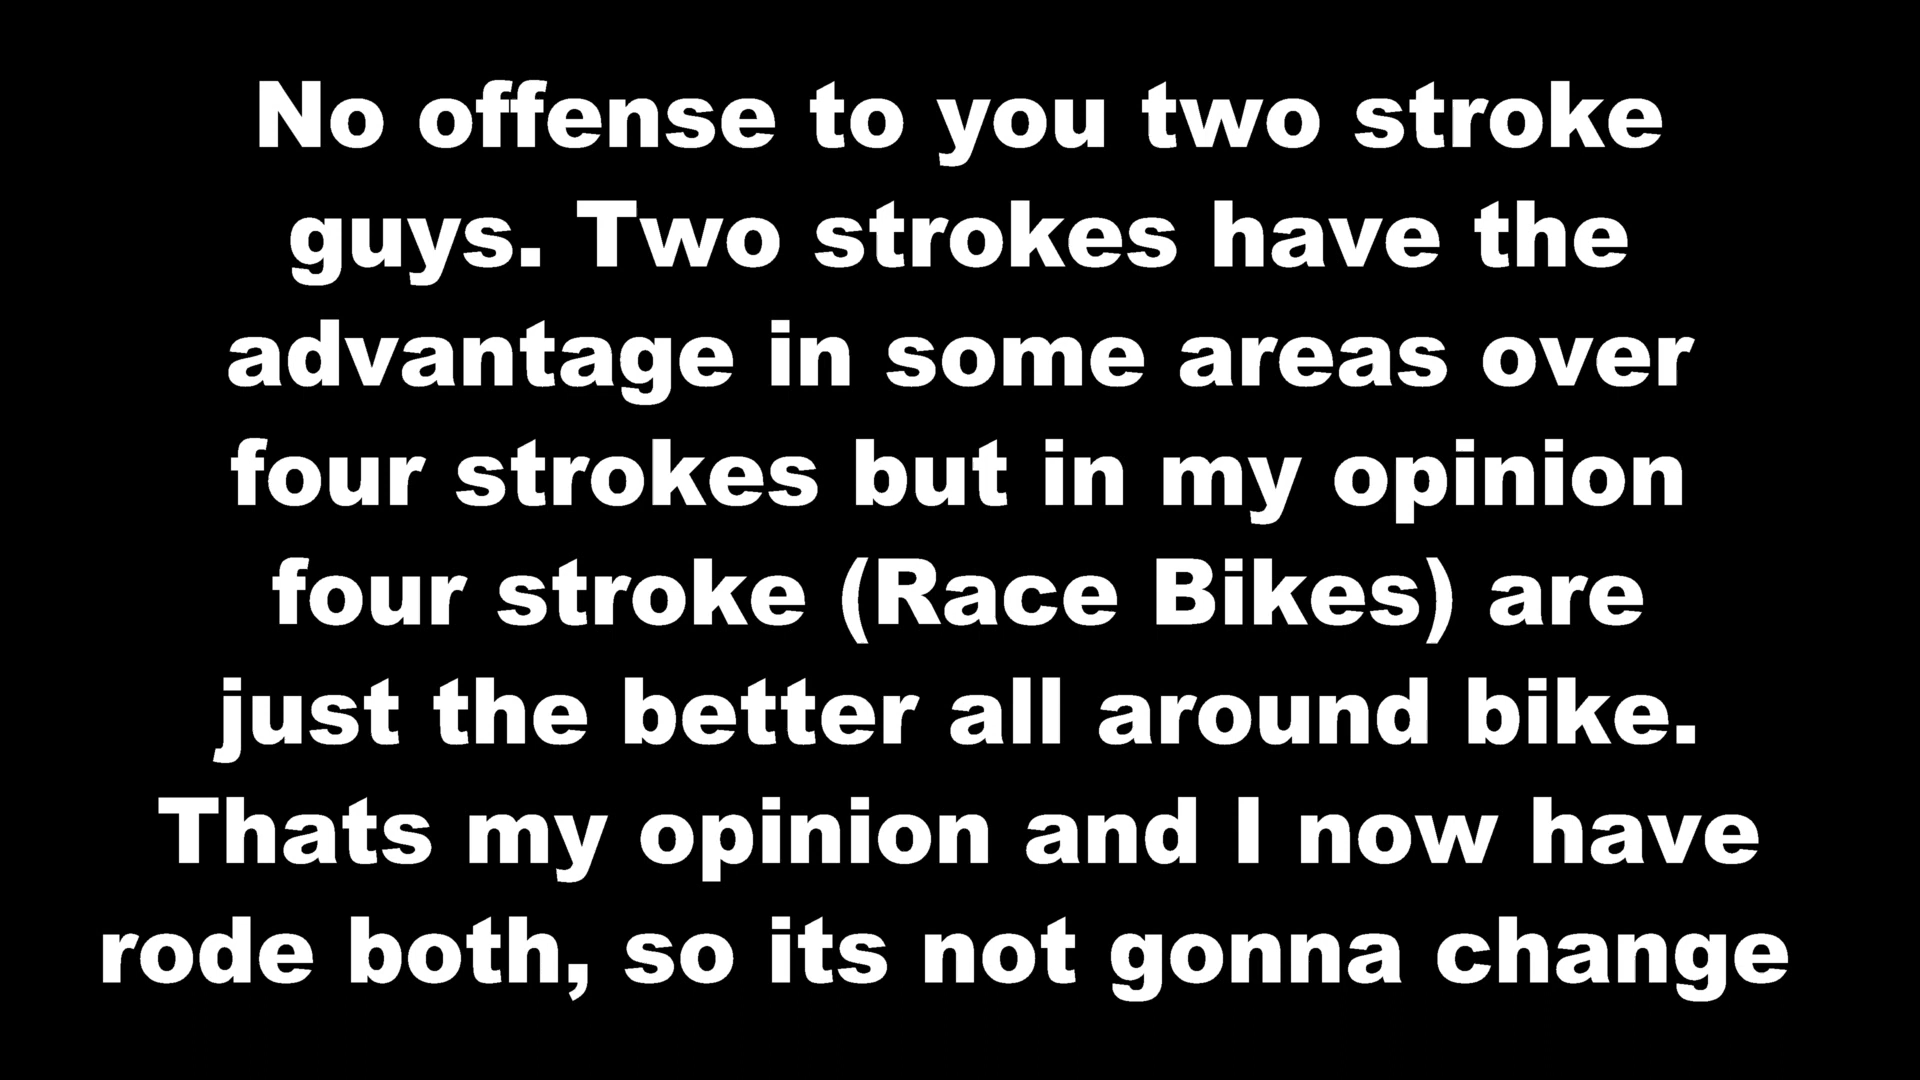 No offense to you two stroke
guys. Two strokes have the
advantage in some areas over
four strokes but in my opinion
four stroke (Race Bikes) are
just the better all around bike.
Thats my opinion and I now have
rode both, so its not gonna change